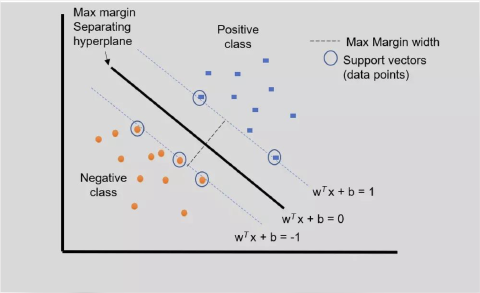 Max margin
Separating
hyperplane
Positive
class
Max Margin width
Support vectors
(data points)
Negative
class
wᵀx + b = 1
wᵀx + b = 0
wᵀx + b = -1